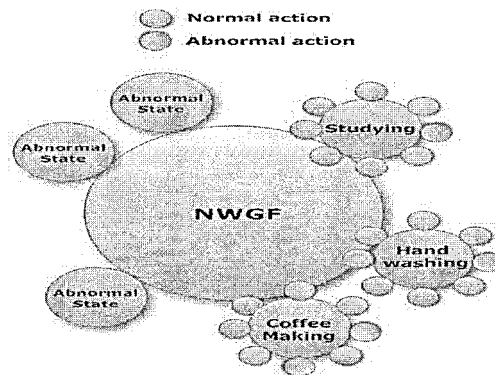 Normal action
Abnormal action
Abnormal
State
Studying
Abnormal
State
NWGF
Hand
washing
Abnormal
State
Coffee
Making